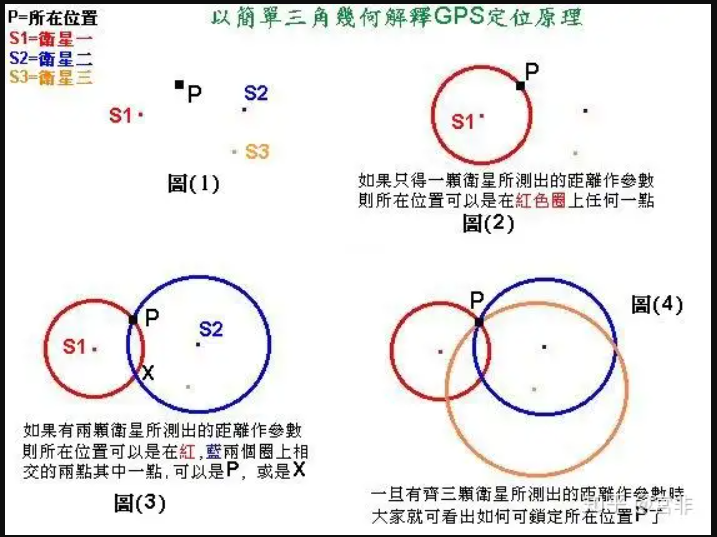 以簡單三角幾何解釋GPS定位原理
P=所在位置
S1=衛星一
S2=衛星二
S3=衛星三
P
S1
S2
S3
圖(1)
P
S1
如果只得一顆衛星所測出的距離作參數
則所在位置可以是在紅色圈上任何一點
圖(2)
P
S1
S2
X
如果有兩顆衛星所測出的距離作參數
則所在位置可以是在紅,藍兩個圈上相
交的兩點其中一點,可以是P, 或是X
圖(3)
P
圖(4)
一旦有齊三顆衛星所測出的距離作參數時
大家就可看出如何可鎖定所在位置P了